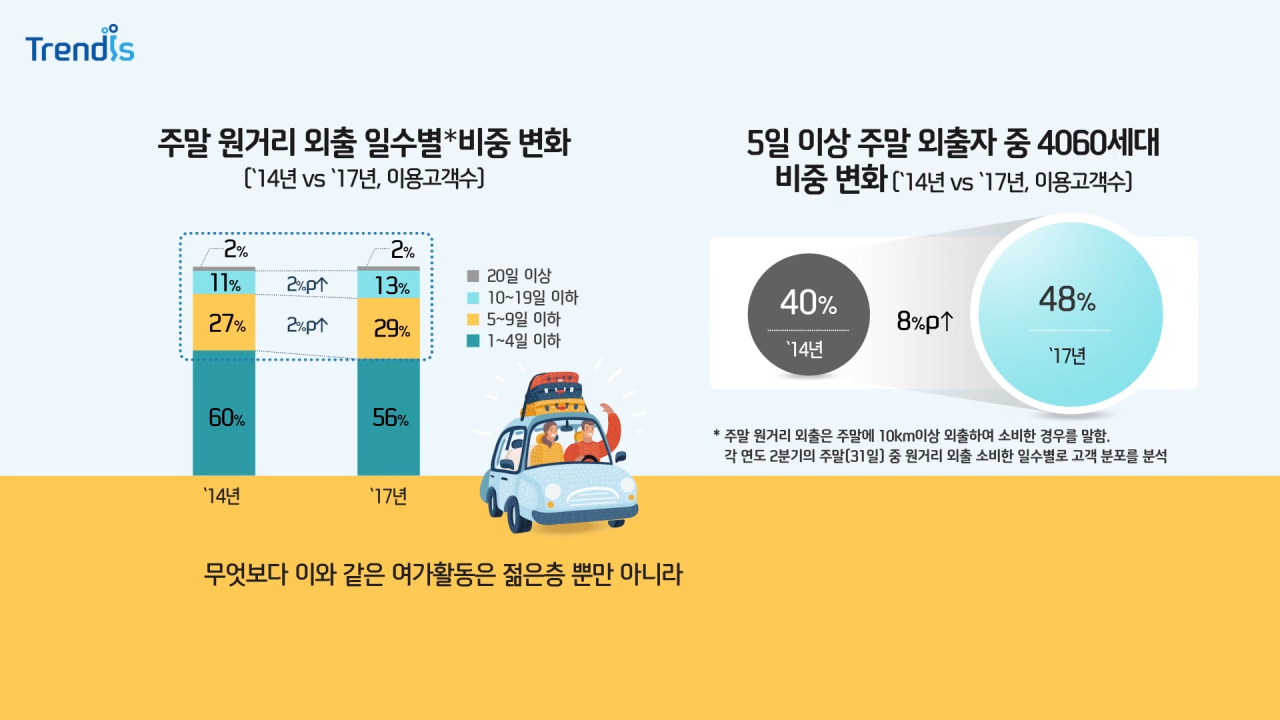 Trendis
주말 원거리 외출 일수별*비중 변화
(`14년 vs `17년, 이용고객수)
2%
2%
11%
2%p↑
13%
27%
2%p↑
29%
60%
56%
`14년
`17년
20일 이상
10~19일 이하
5~9일 이하
1~4일 이하
5일 이상 주말 외출자 중 4060세대
비중 변화 (`14년 vs `17년, 이용고객수)
40%
`14년
8%p↑
48%
`17년
* 주말 원거리 외출은 주말에 10km이상 외출하여 소비한 경우를 말함.
각 연도 2분기의 주말(31일) 중 원거리 외출 소비한 일수별로 고객 분포를 분석
무엇보다 이와 같은 여가활동은 젊은층 뿐만 아니라